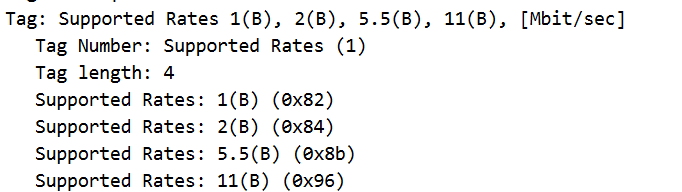 Tag: Supported Rates 1(B), 2(B), 5.5(B), 11(B), [Mbit/sec]
Tag Number: Supported Rates (1)
Tag length: 4
Supported Rates: 1(B) (0x82)
Supported Rates: 2(B) (0x84)
Supported Rates: 5.5(B) (0x8b)
Supported Rates: 11(B) (0x96)